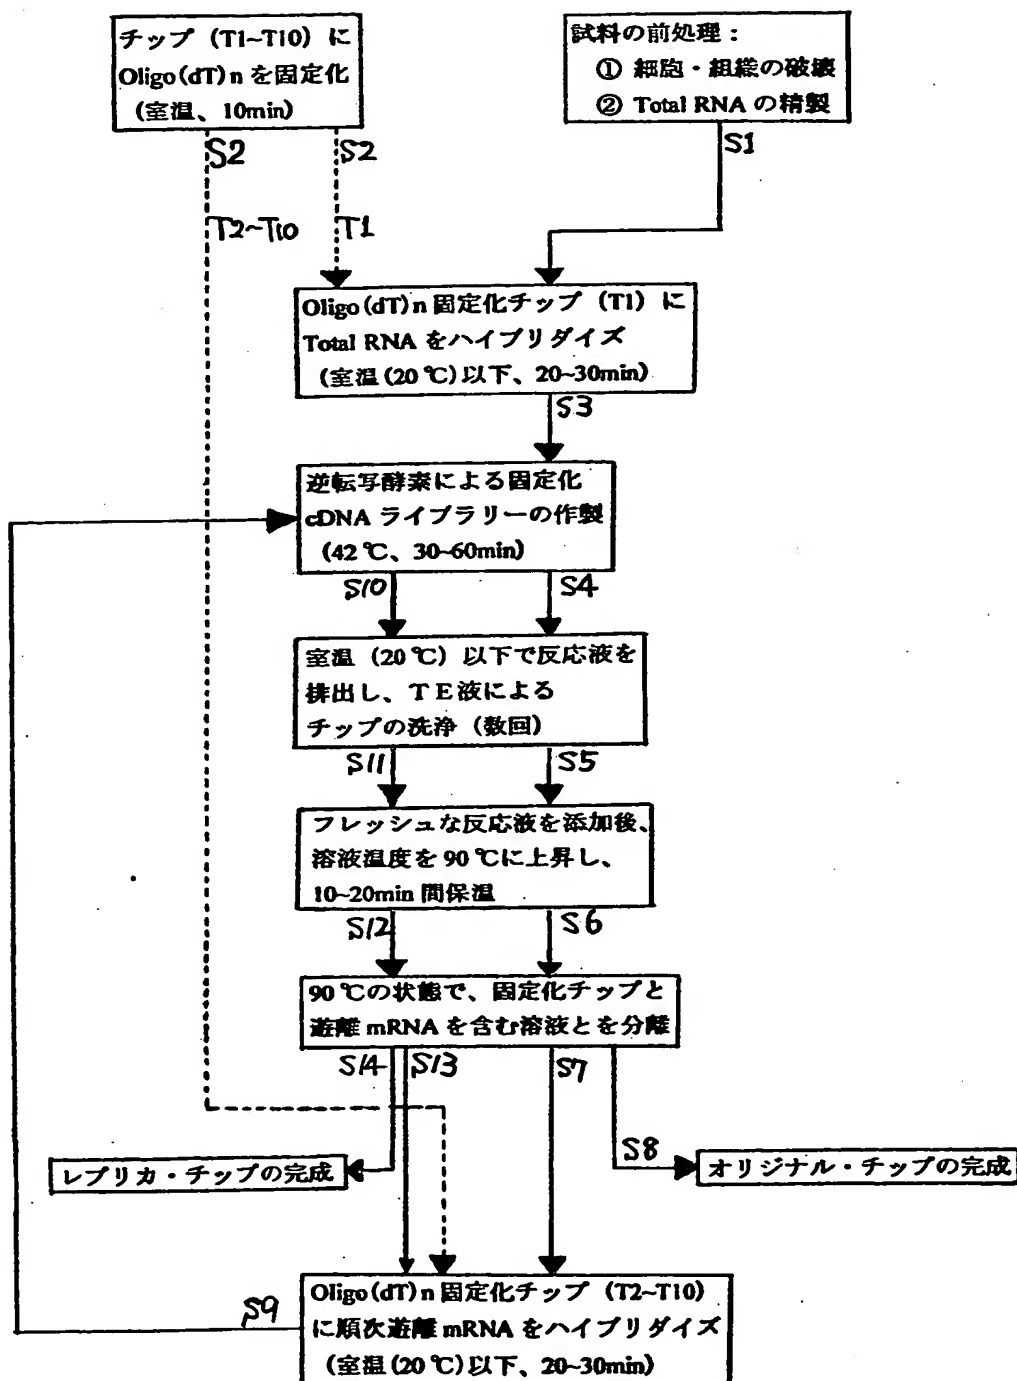 チップ (T1~T10) に
Oligo(dT)n を固定化
(室温、10min)
試料の前処理：
① 細胞・組織の破壊
② Total RNA の精製
S2
S2
S1
T2~T10
T1
Oligo(dT)n 固定化チップ (T1) に
Total RNA をハイブリダイズ
(室温(20 ℃)以下、20~30min)
S3
逆転写酵素による固定化
cDNA ライブラリーの作製
(42 ℃、30~60min)
S10
S4
室温 (20 ℃) 以下で反応液を
排出し、ＴＥ液による
チップの洗浄 (数回)
S11
S5
フレッシュな反応液を添加後、
溶液温度を 90 ℃に上昇し、
10~20min 間保温
S12
S6
90 ℃の状態で、固定化チップと
遊離 mRNA を含む溶液とを分離
S14
S13
S7
S8
レプリカ・チップの完成
オリジナル・チップの完成
S9
Oligo(dT)n 固定化チップ (T2~T10)
に順次遊離 mRNA をハイブリダイズ
(室温(20 ℃)以下、20~30min)